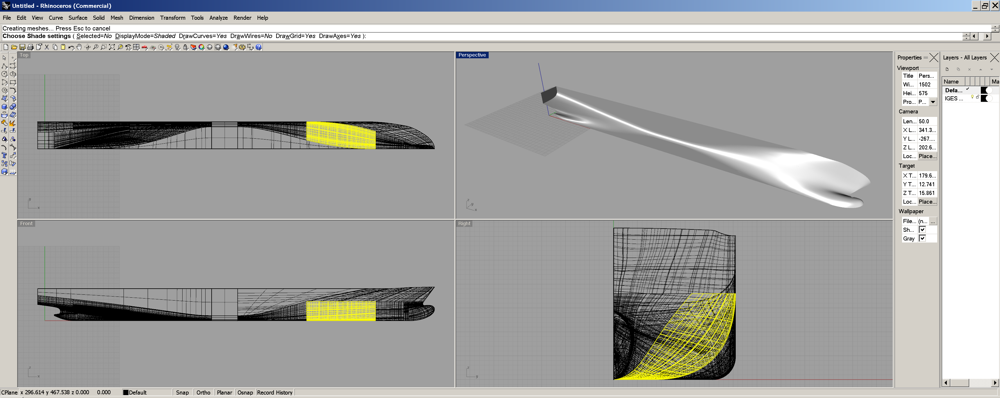 Untitled - Rhinoceros (Commercial)
File Edit View Curve Surface Solid Mesh Dimension Transform Tools Analyze Render Help
Creating meshes... Press Esc to cancel
Choose Shade settings ( Selected=No DisplayMode=Shaded DrawCurves=Yes DrawWires=No DrawGrid=Yes DrawAxes=Yes ):
Top
y
x
Perspective
z
y
x
Front
z
x
Right
z
y
Properties
Viewport
Title Pers...
Wi... 1502
Hei... 575
Pro... P...
Camera
Len... 50.0
X L... 341.3...
Y L... -267....
Z L... 202.6...
Loc... Place...
Target
X T... 179.6...
Y T... 12.741
Z T... 15.861
Loc... Place...
Wallpaper
File... (n... ...
Sh...
Gray
Layers - All Layers
Name Ma
Defa...
IGES ...
CPlane x 296.614 y 467.538 z 0.000 0.000 Default Snap Ortho Planar Osnap Record History